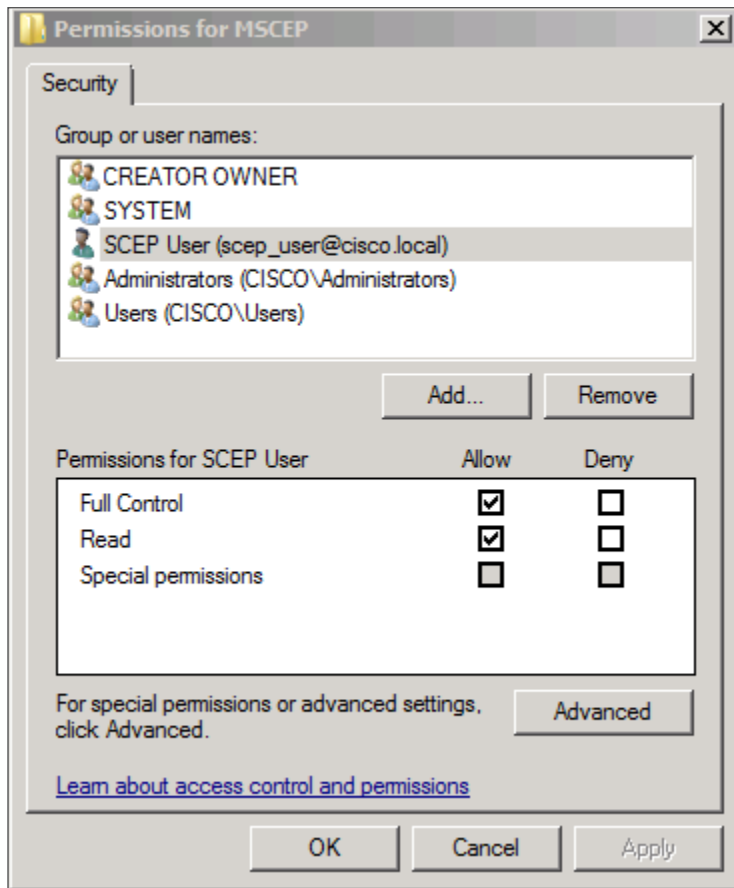 Permissions for MSCEP
Security
Group or user names:
CREATOR OWNER
SYSTEM
SCEP User (scep_user@cisco.local)
Administrators (CISCO\Administrators)
Users (CISCO\Users)
Add... Remove
Permissions for SCEP User Allow Deny
Full Control
Read
Special permissions
For special permissions or advanced settings, Advanced
click Advanced.
Learn about access control and permissions
OK Cancel Apply